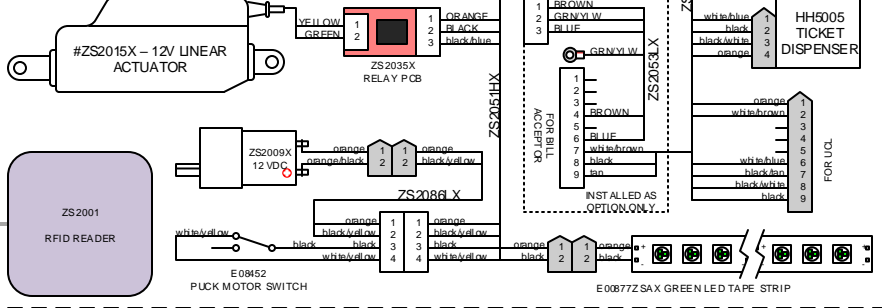 #ZS2015X – 12V LINEAR
ACTUATOR
YELLOW
GREEN
1
2
1
2
3
ORANGE
BLACK
black/blue
ZS2035X
RELAY PCB
ZS2051HX
1
2
3
BROWN
GRN/YLW
BLUE
GRN/YLW
ZS2053LX
FOR BILL
ACCEPTOR
1
2
3
4
5
6
7
8
9
BROWN
BLUE
white/brown
black
tan
INSTALLED AS
OPTION ONLY
white/blue
black
black/white
orange
1
2
3
4
HH5005
TICKET
DISPENSER
orange
white/brown
white/blue
black/tan
black/white
black
1
2
3
4
5
6
7
8
9
FOR UCL
ZS2009X
12 VDC
orange
orange/black
1
2
1
2
orange
black/yellow
ZS2086LX
orange
black/yellow
black
white/yellow
1
2
3
4
1
2
3
4
orange
black/yellow
black
white/yellow
ZS2001
RFID READER
white/yellow
black
E08452
PUCK MOTOR SWITCH
orange
black
1
2
1
2
orange
black
+
-
+
-
E00877ZSAX GREEN LED TAPE STRIP